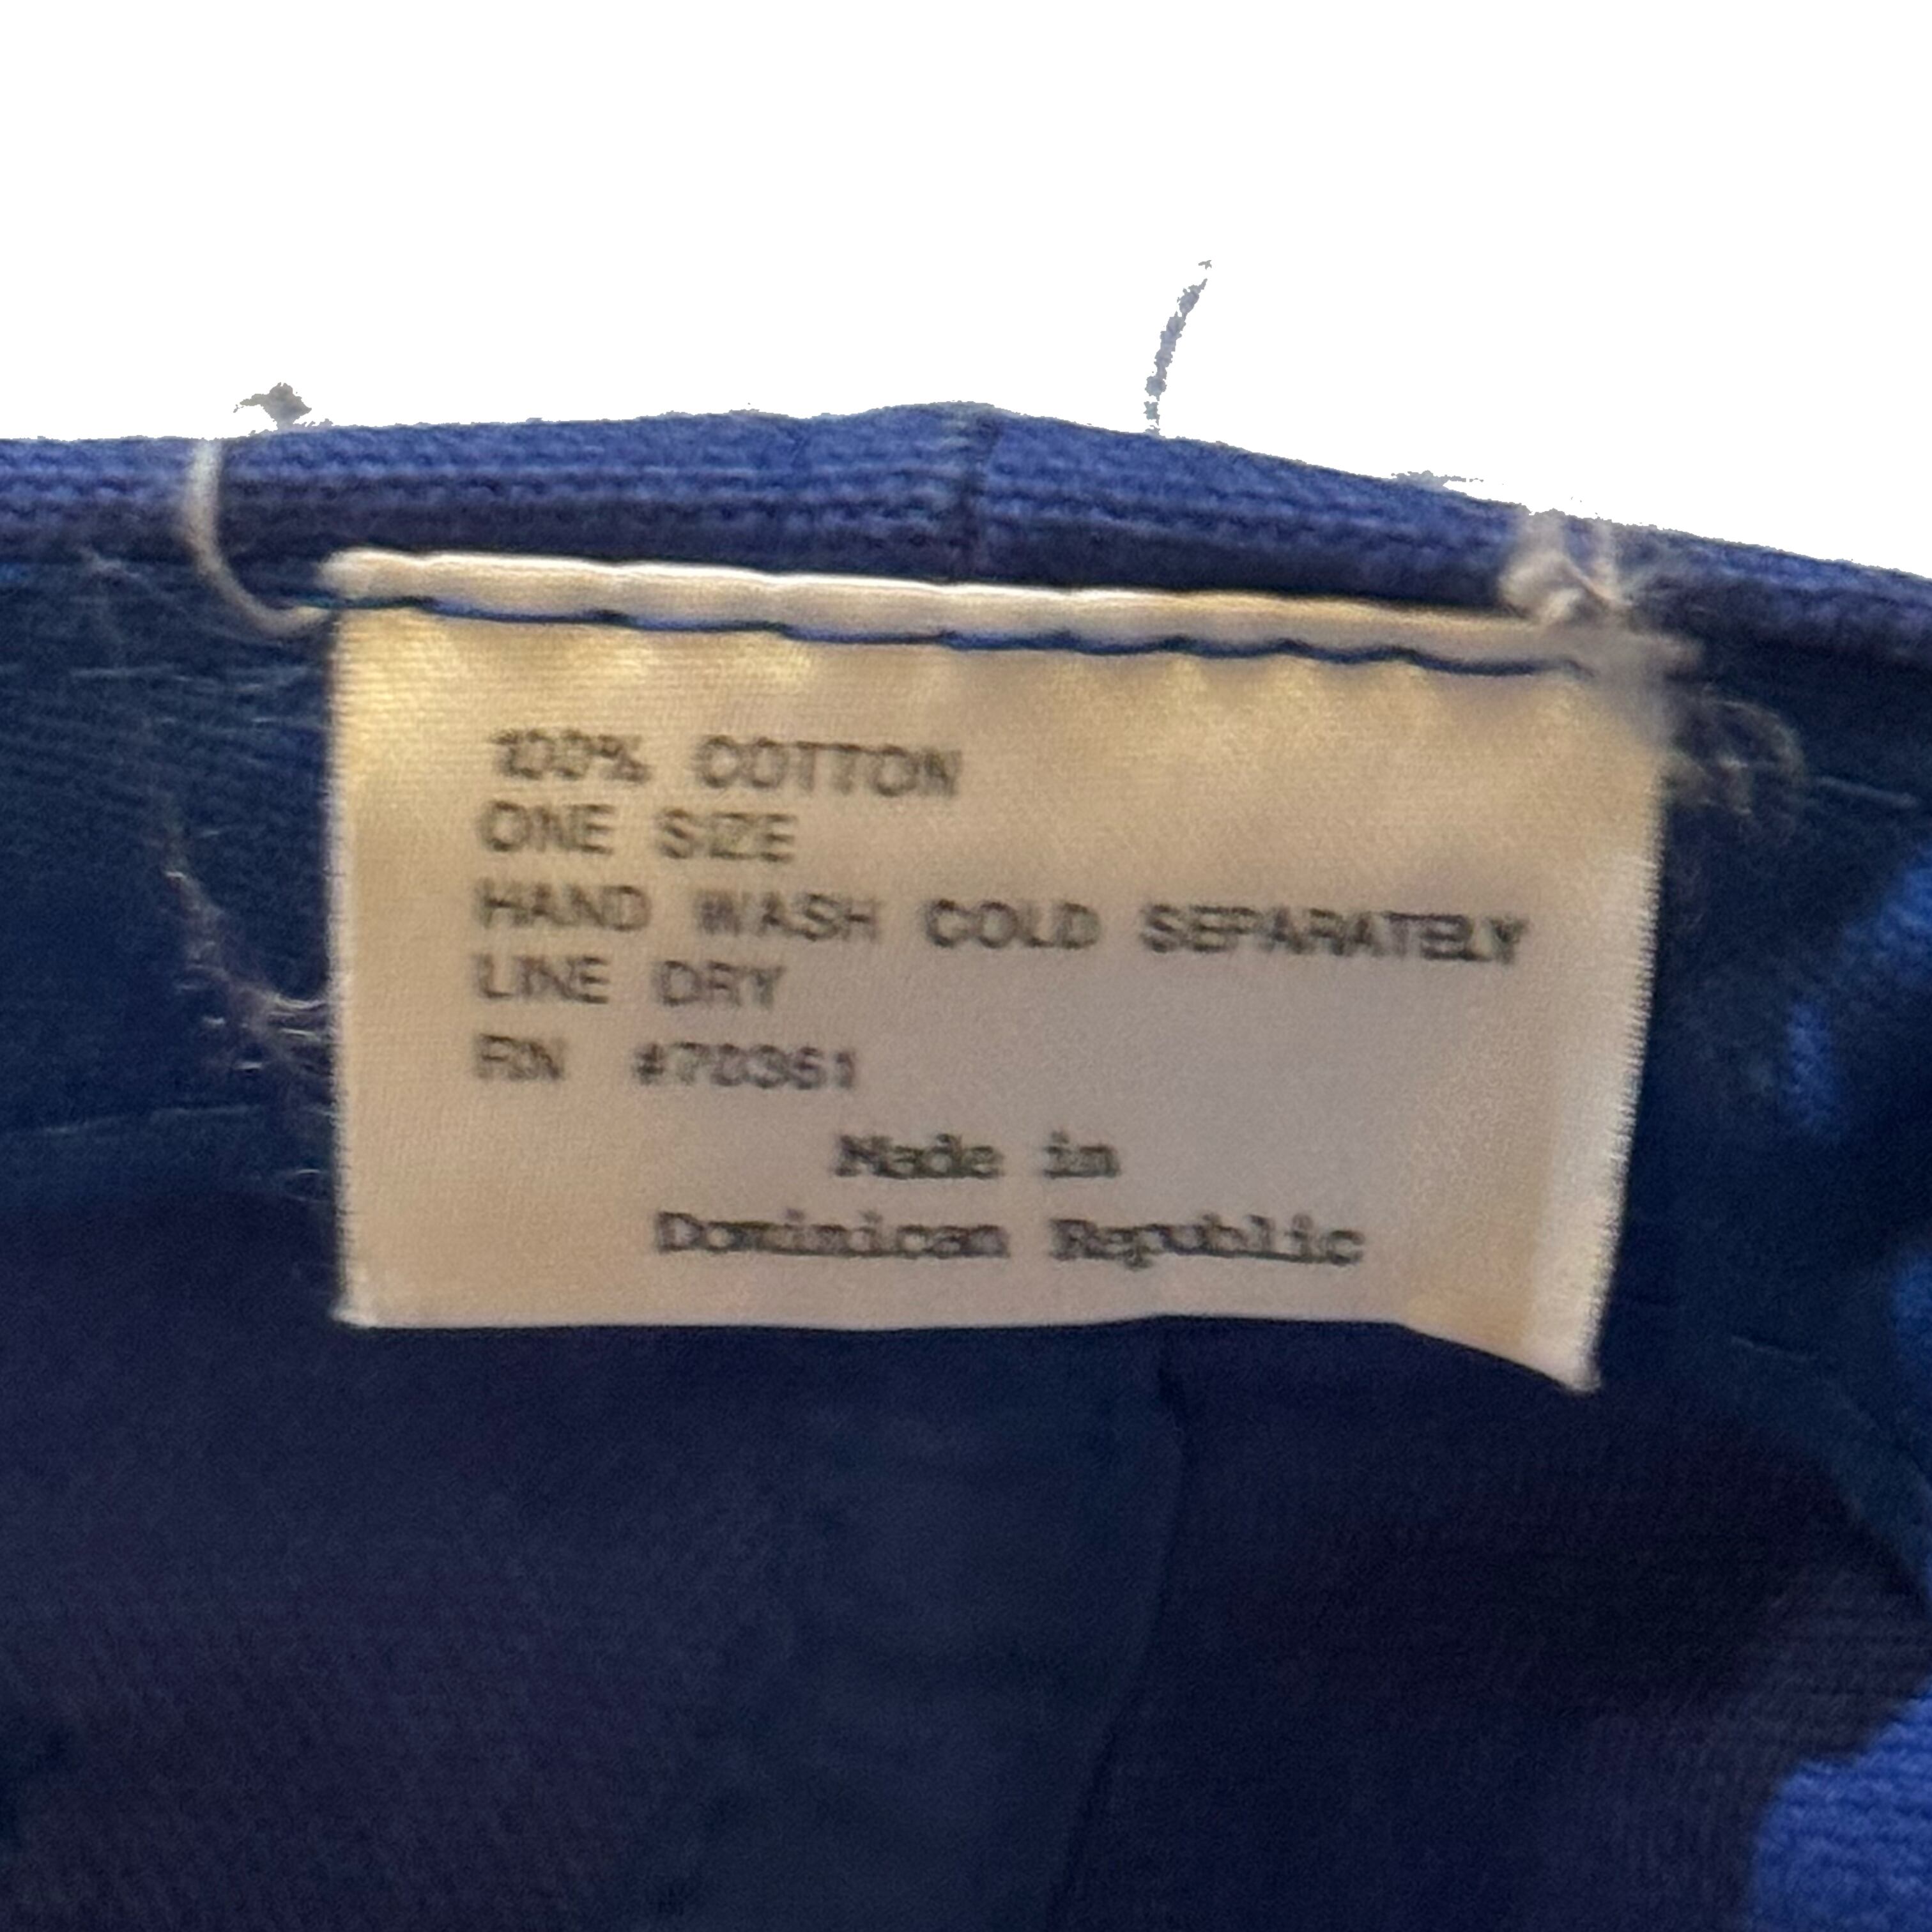 100% COTTON
ONE SIZE
HAND WASH COLD SEPARATELY
LINE DRY
RN #70361
Made in
Dominican Republic